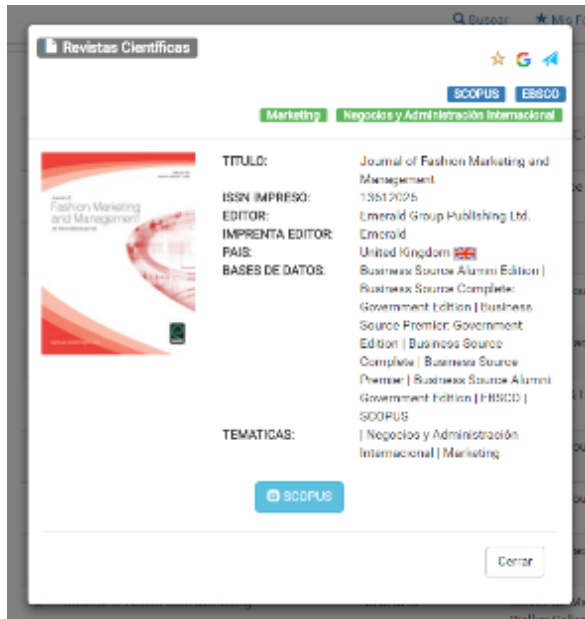 Buscar
Revistas Científicas
SCOPUS EBSCO
Marketing Negocios y Administración Internacional
Journal of
Fashion Marketing
and Management
TITULO: Journal of Fashion Marketing and
Management
ISSN IMPRESO: 13612026
EDITOR: Emerald Group Publishing Ltd.
IMPRENTA EDITOR: Emerald
PAIS: United Kingdom
BASES DE DATOS: Business Source Alumni Edition |
Business Source Complete:
Government Edition | Business
Source Premier: Government
Edition | Business Source
Complete | Business Source
Premier | Business Source Alumni:
Government Edition | EBSCO |
SCOPUS
TEMATICAS: | Negocios y Administración
Internacional | Marketing
SCOPUS
Cerrar